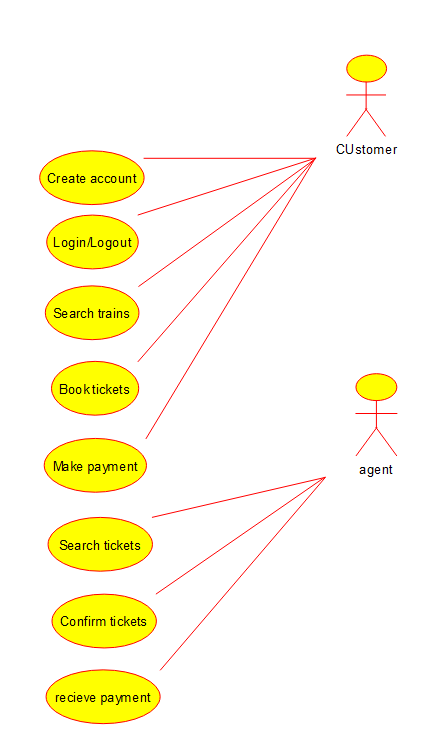 CUstomer
Create account
Login/Logout
Search trains
Book tickets
Make payment
agent
Search tickets
Confirm tickets
recieve payment